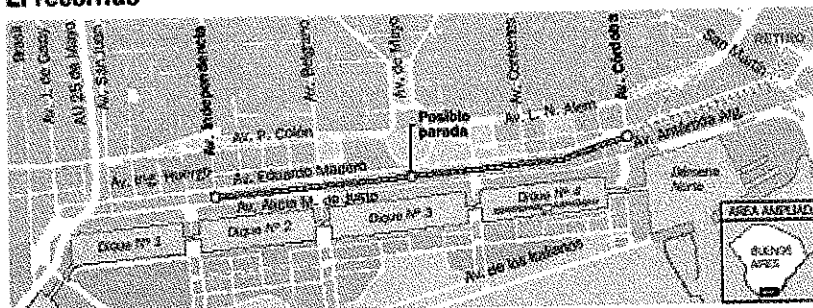 El recorrido
Brasil
Av. J. de Garay
AU 25 de Mayo
Av. San Juan
Av. Independencia
Av. Belgrano
Av. de Mayo
Av. Corrientes
Av. Córdoba
San Martín
RETIRO
Av. P. Colón
Posible
parada
Av. L. N. Alem
Av. Antártida Arg.
Av. Ing. Huergo
Av. Eduardo Madero
Av. Alicia M. de Justo
Dique Nº 1
Dique Nº 2
Dique Nº 3
Dique Nº 4
Dársena
Norte
Av. de los Italianos
AREA AMPLIADA
BUENOS
AIRES